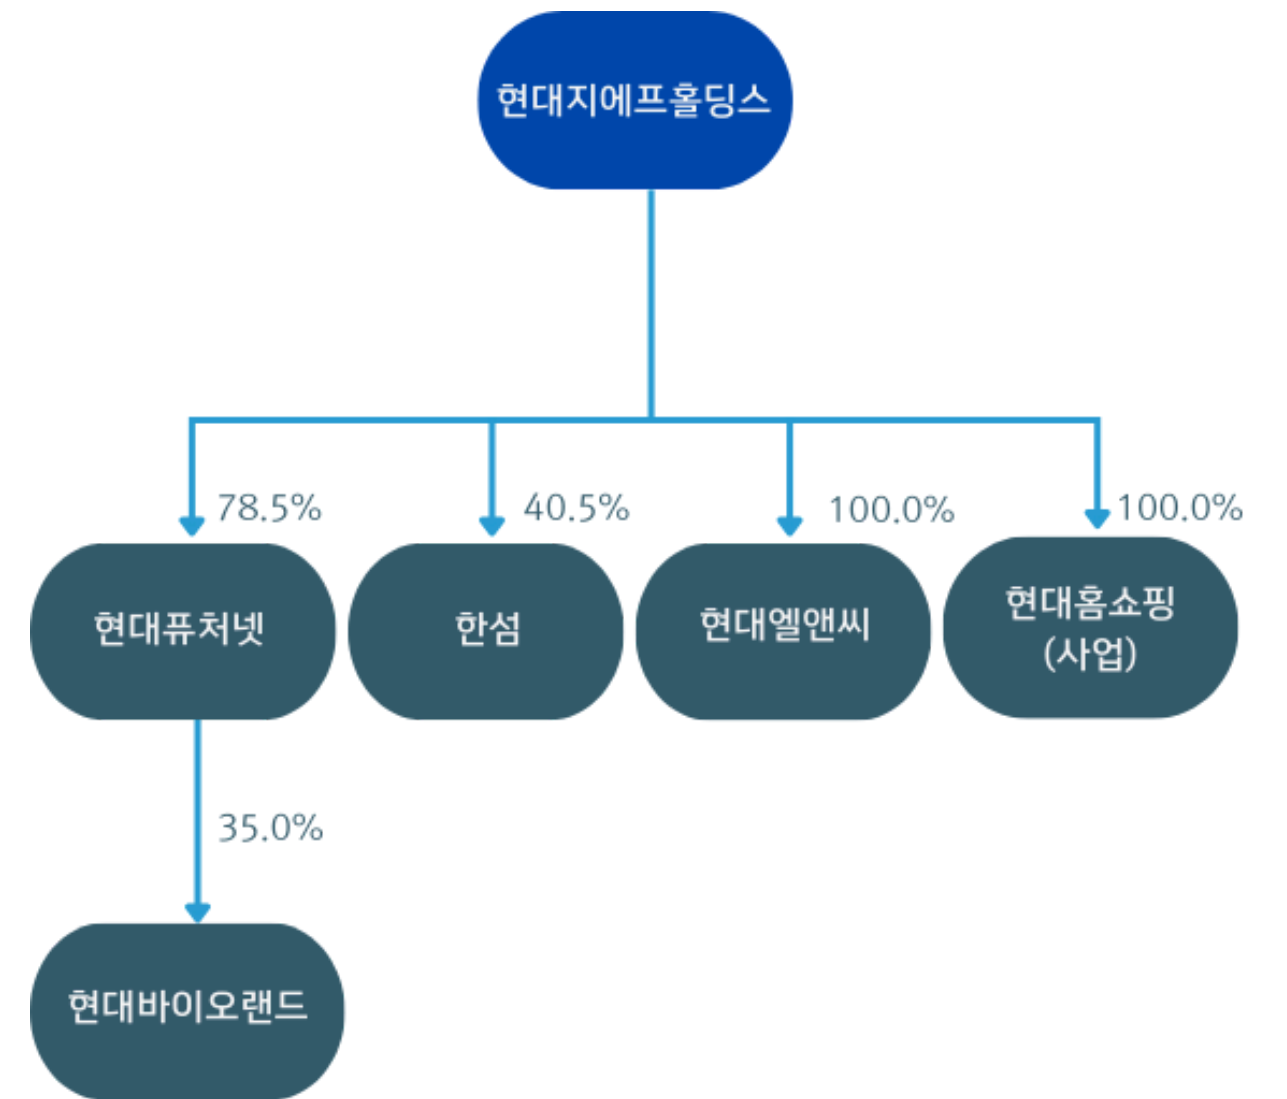 현대지에프홀딩스
78.5%
40.5%
100.0%
100.0%
현대퓨처넷
한섬
현대엘앤씨
현대홈쇼핑
(사업)
35.0%
현대바이오랜드